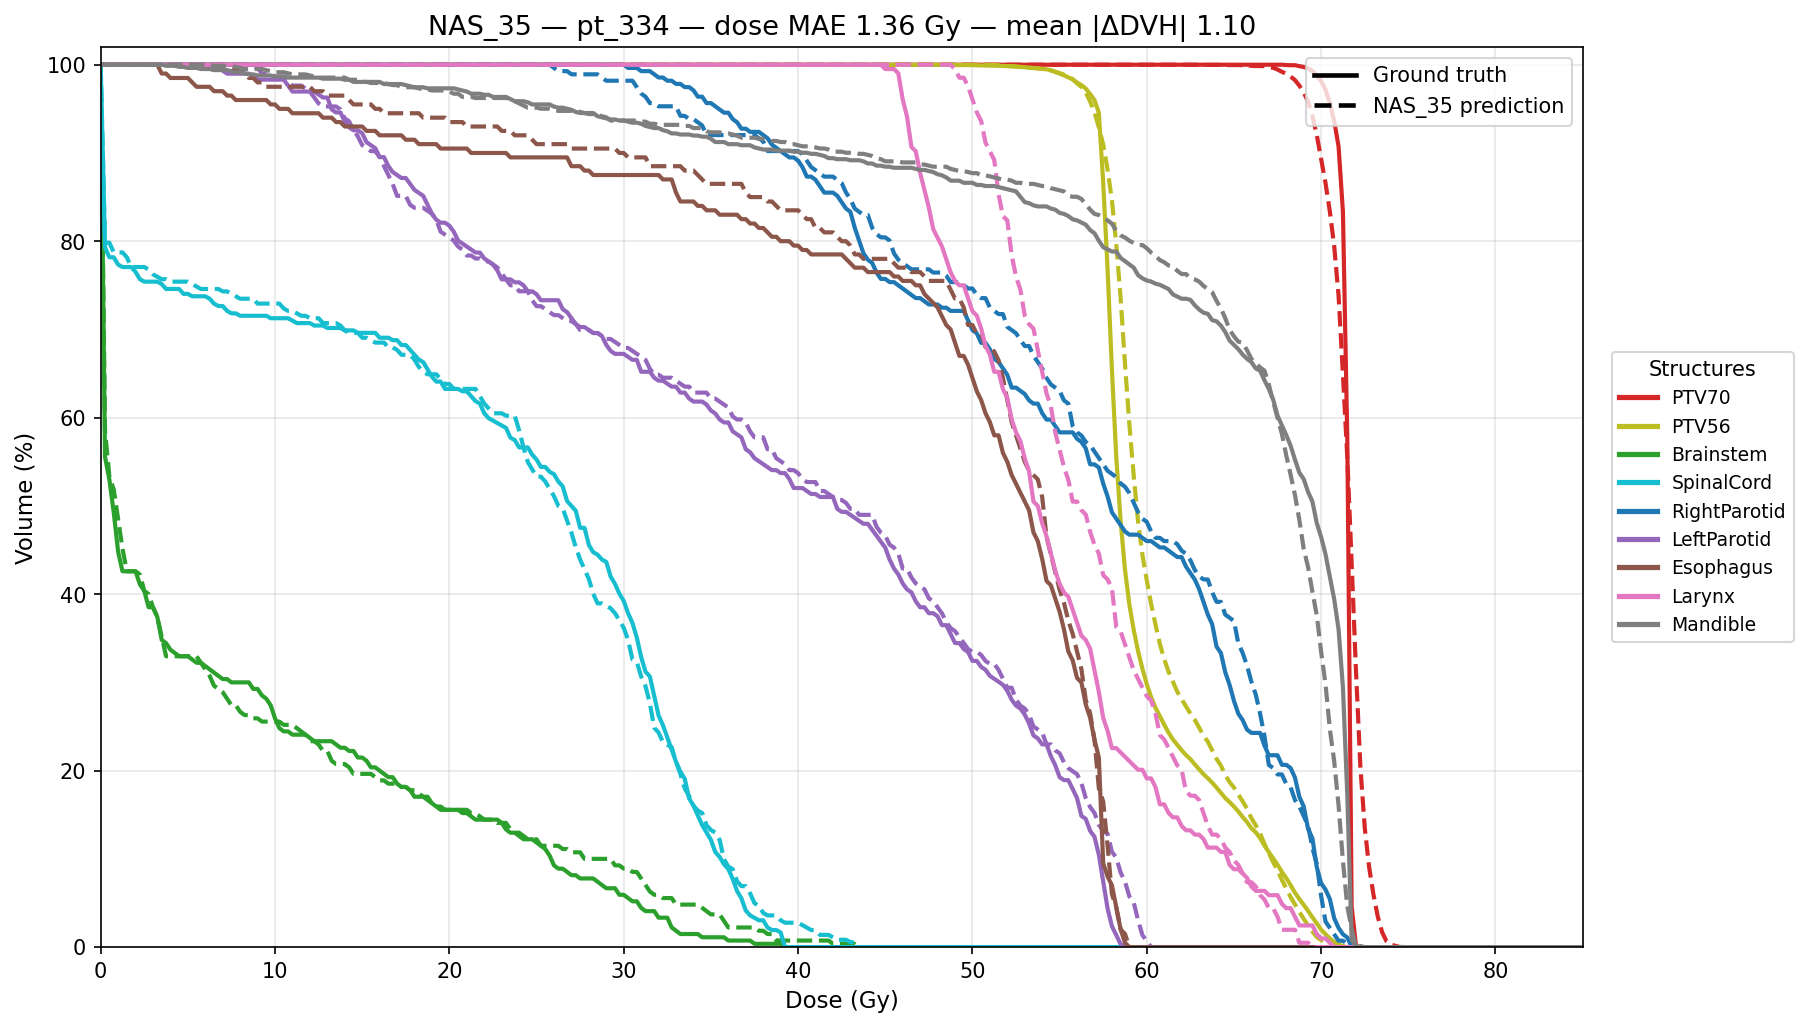 NAS_35 — pt_334 — dose MAE 1.36 Gy — mean |ΔDVH| 1.10
Ground truth
NAS_35 prediction
Structures
PTV70
PTV56
Brainstem
SpinalCord
RightParotid
LeftParotid
Esophagus
Larynx
Mandible
Volume (%)
100
80
60
40
20
0
0 10 20 30 40 50 60 70 80
Dose (Gy)